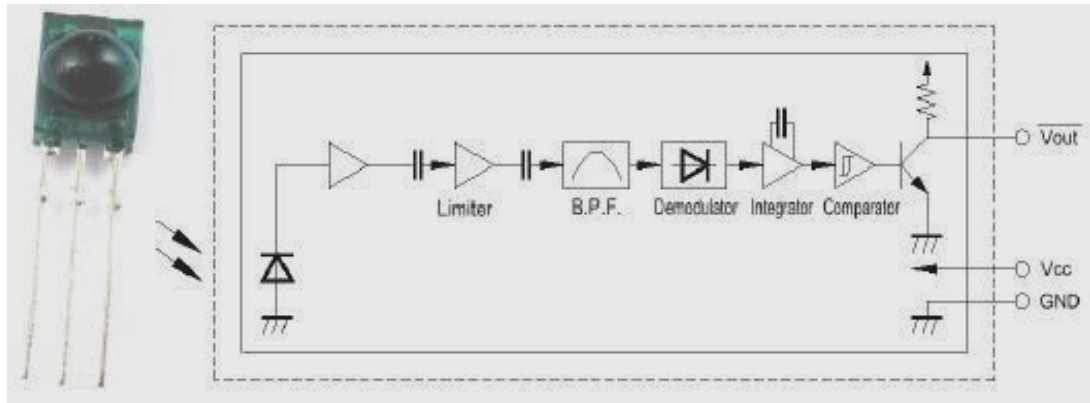 Vout
Limiter
B.P.F.
Demodulator
Integrator
Comparator
Vcc
GND